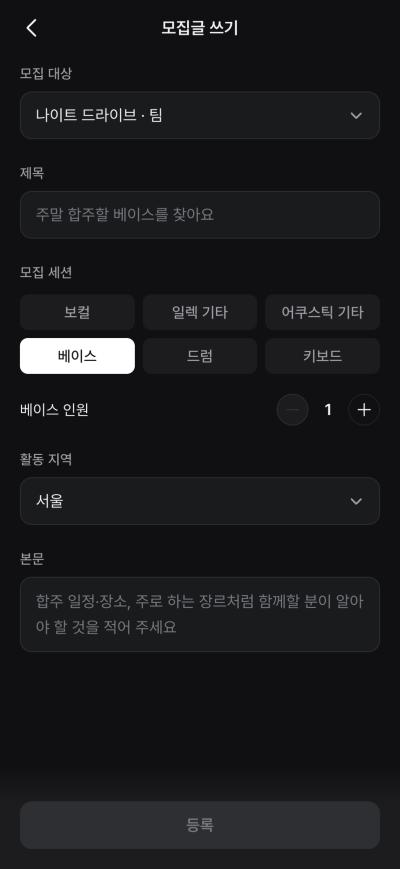 모집글 쓰기
모집 대상
나이트 드라이브 · 팀
제목
주말 합주할 베이스를 찾아요
모집 세션
보컬 일렉 기타 어쿠스틱 기타
베이스 드럼 키보드
베이스 인원 1
활동 지역
서울
본문
합주 일정·장소, 주로 하는 장르처럼 함께할 분이 알아
야 할 것을 적어 주세요
등록